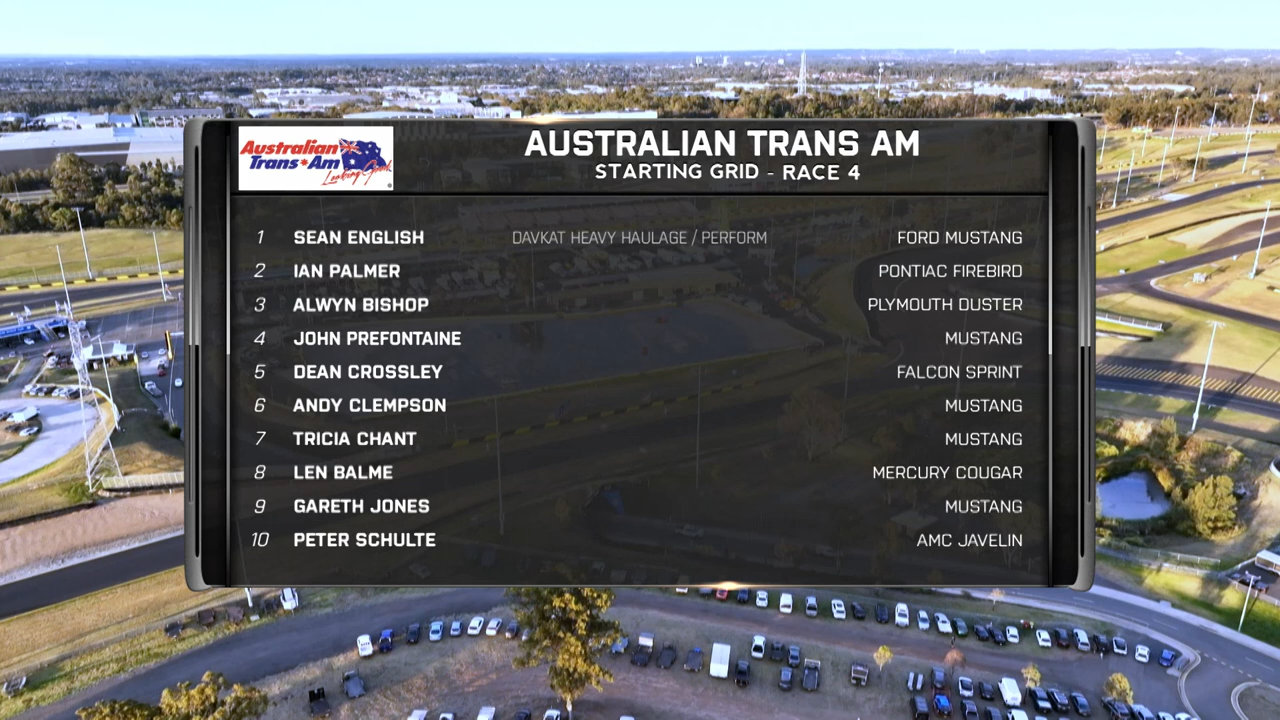 Australian
Trans*Am
Looking Good
AUSTRALIAN TRANS AM
STARTING GRID - RACE 4
1 SEAN ENGLISH DAVKAT HEAVY HAULAGE / PERFORM FORD MUSTANG
2 IAN PALMER PONTIAC FIREBIRD
3 ALWYN BISHOP PLYMOUTH DUSTER
4 JOHN PREFONTAINE MUSTANG
5 DEAN CROSSLEY FALCON SPRINT
6 ANDY CLEMPSON MUSTANG
7 TRICIA CHANT MUSTANG
8 LEN BALME MERCURY COUGAR
9 GARETH JONES MUSTANG
10 PETER SCHULTE AMC JAVELIN